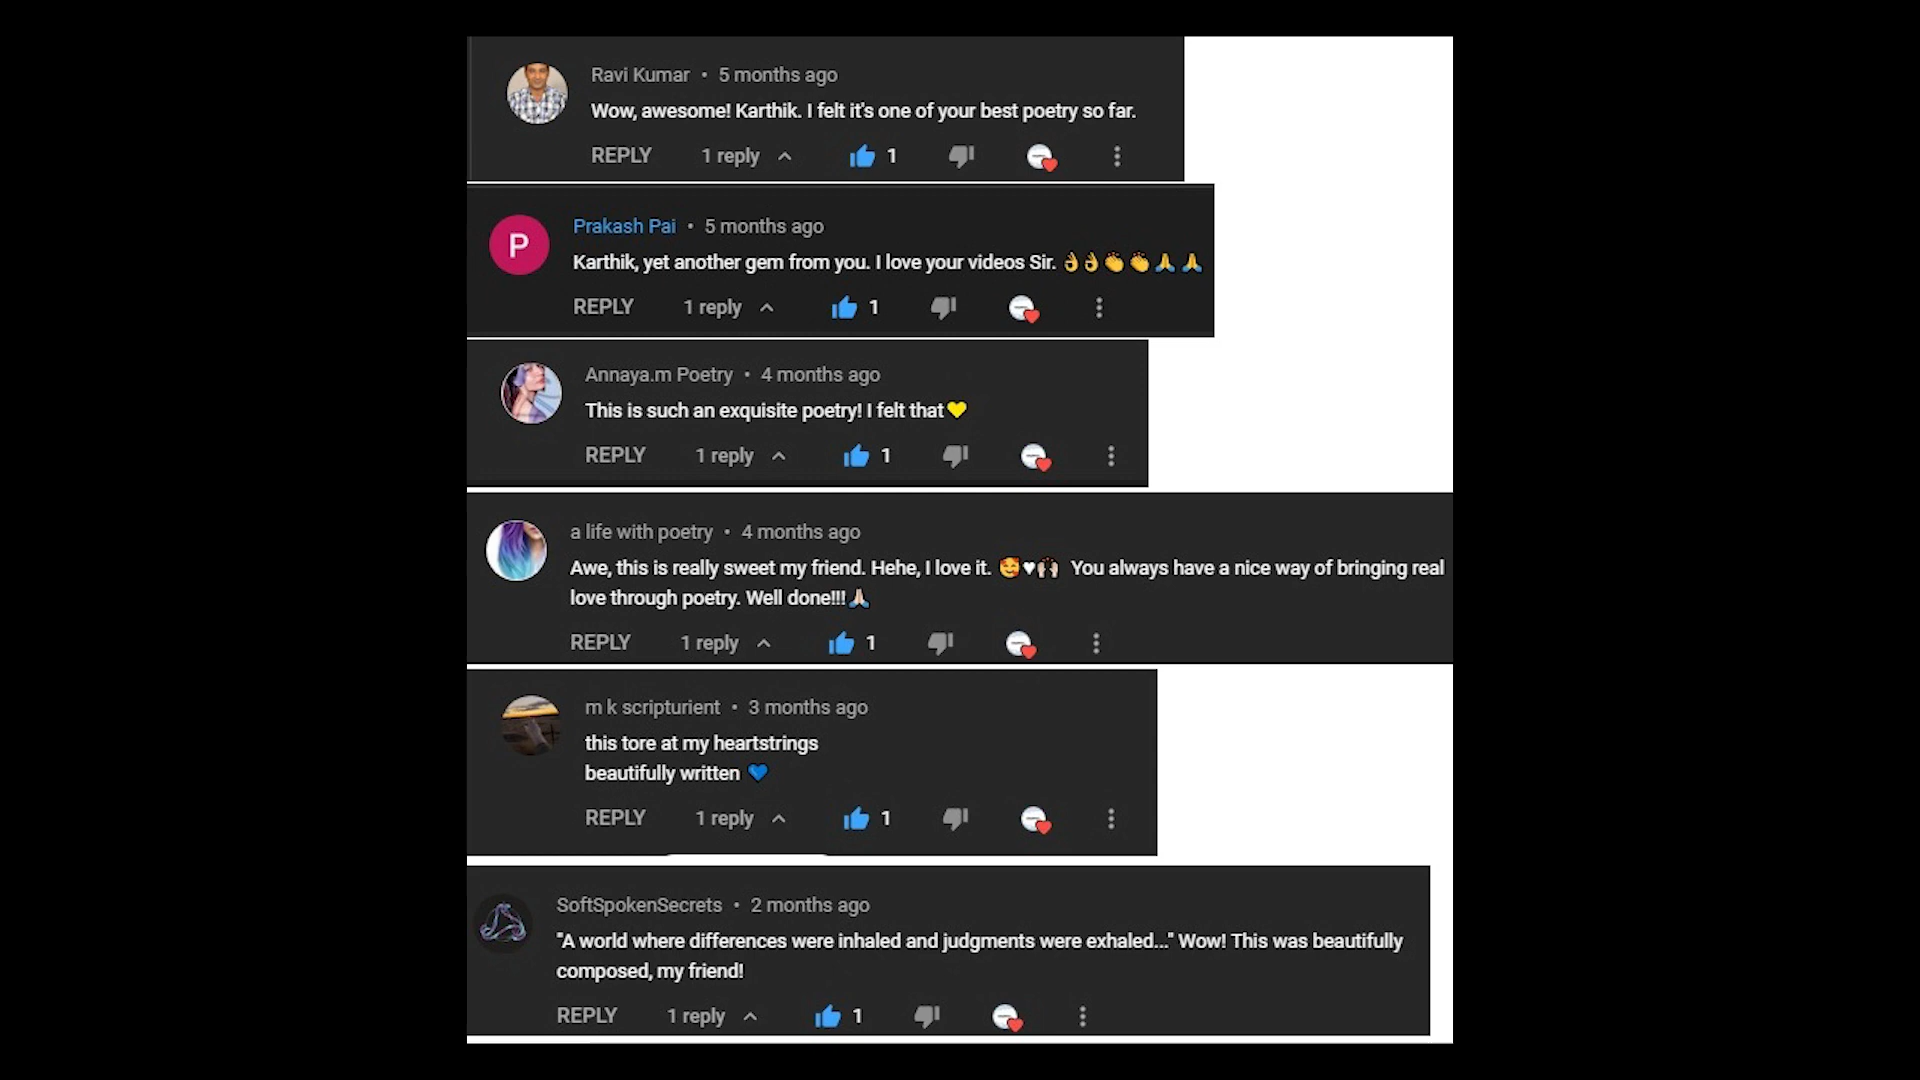 Ravi Kumar • 5 months ago
Wow, awesome! Karthik. I felt it's one of your best poetry so far.
REPLY 1 reply 1
P
Prakash Pai • 5 months ago
Karthik, yet another gem from you. I love your videos Sir. 👌👌👏👏🙏🙏
REPLY 1 reply 1
Annaya.m Poetry • 4 months ago
This is such an exquisite poetry! I felt that💛
REPLY 1 reply 1
a life with poetry • 4 months ago
Awe, this is really sweet my friend. Hehe, I love it. 🥰♥🙌🏻 You always have a nice way of bringing real
love through poetry. Well done!!!🙏🏻
REPLY 1 reply 1
m k scripturient • 3 months ago
this tore at my heartstrings
beautifully written 💙
REPLY 1 reply 1
SoftSpokenSecrets • 2 months ago
"A world where differences were inhaled and judgments were exhaled..." Wow! This was beautifully
composed, my friend!
REPLY 1 reply 1